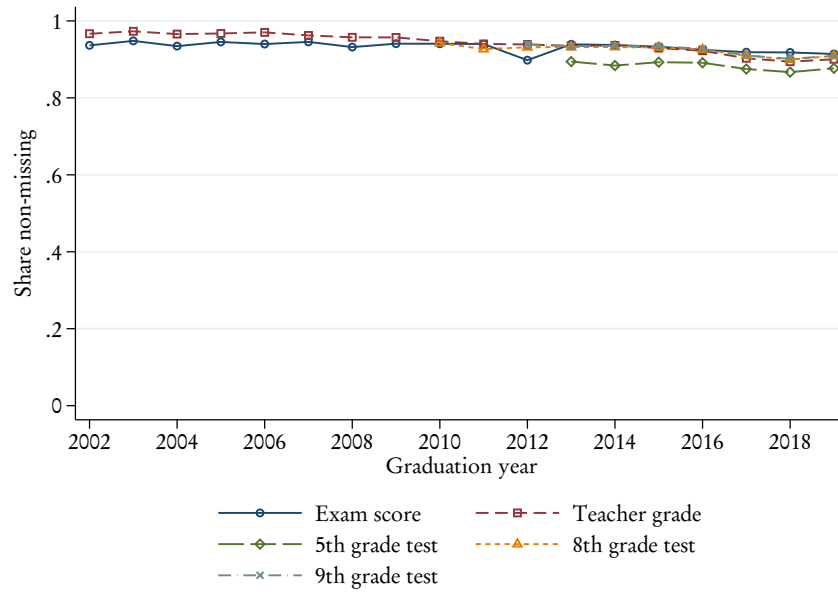 1
.8
.6
.4
.2
0
Share non-missing
2002 2004 2006 2008 2010 2012 2014 2016 2018
Graduation year
Exam score Teacher grade
5th grade test 8th grade test
9th grade test